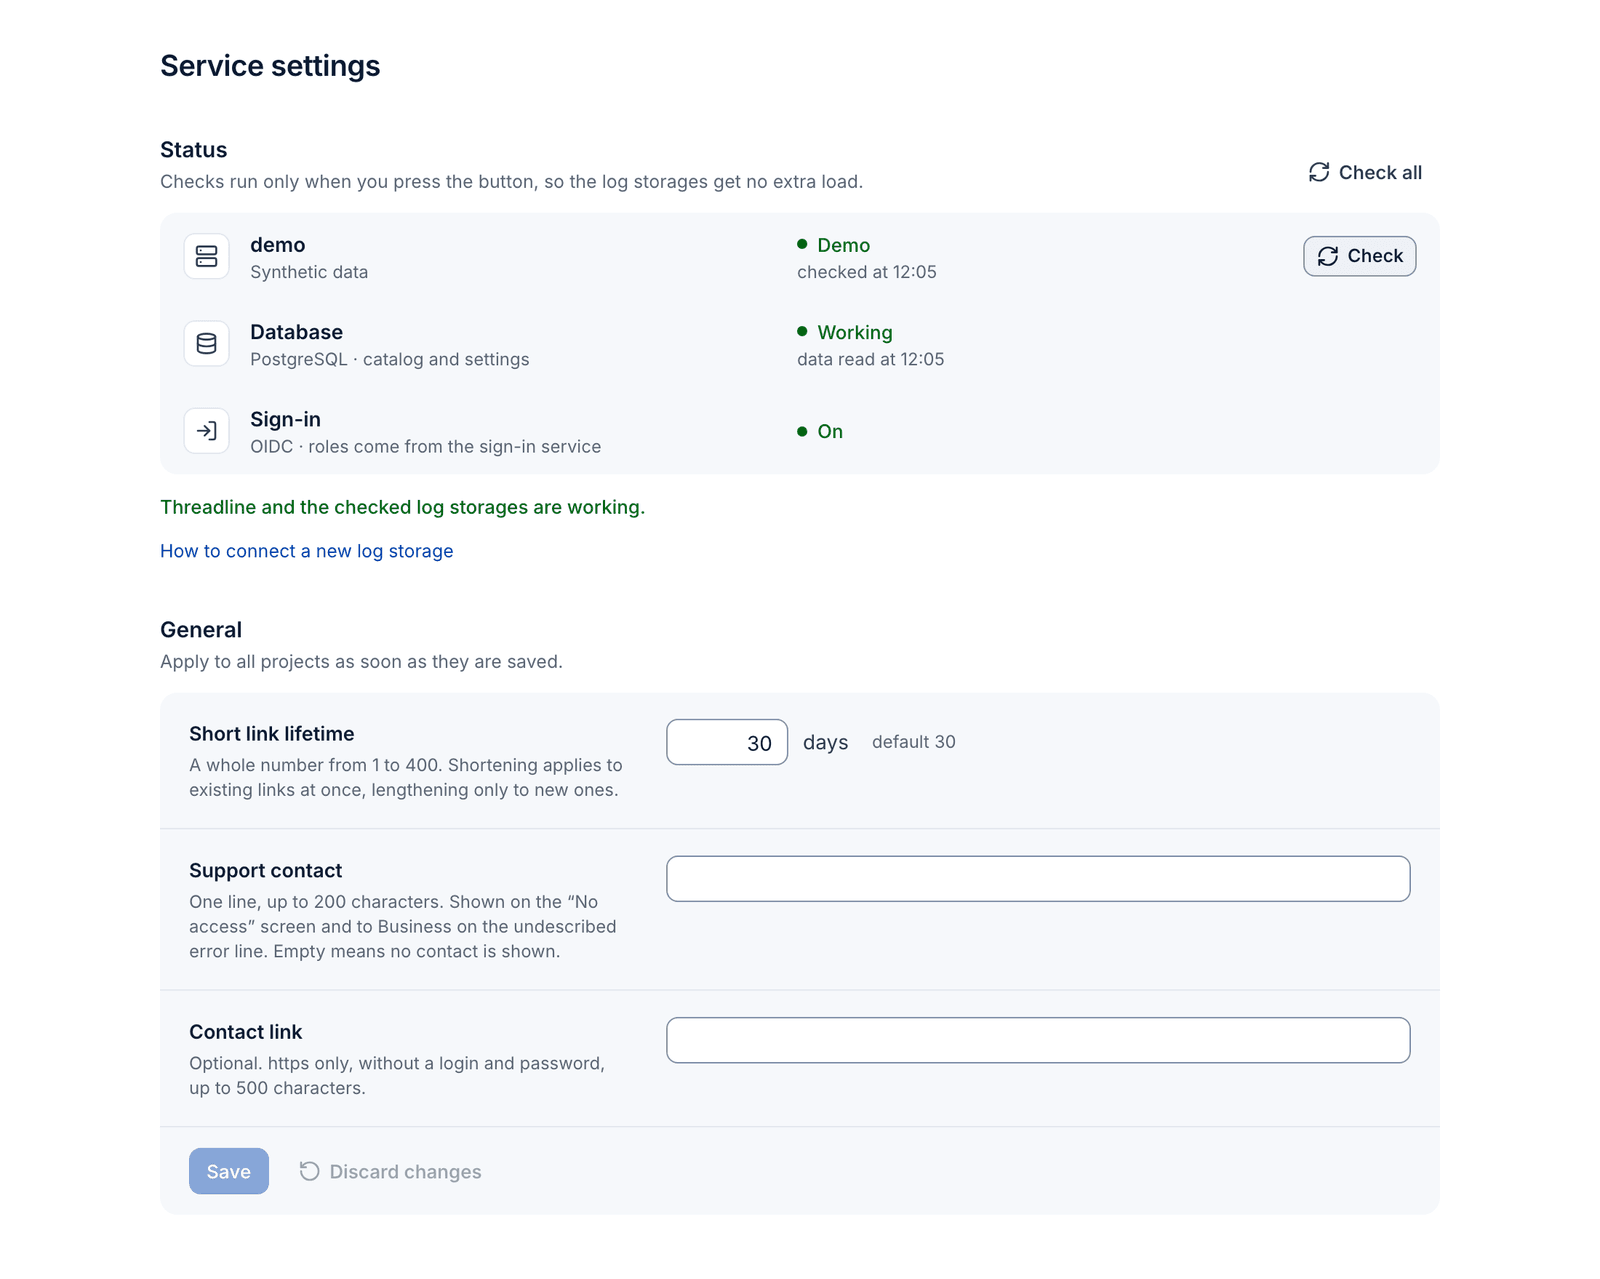 Service settings
Status
Checks run only when you press the button, so the log storages get no extra load.
Check all
demo
Synthetic data
Demo
checked at 12:05
Check
Database
PostgreSQL · catalog and settings
Working
data read at 12:05
Sign-in
OIDC · roles come from the sign-in service
On
Threadline and the checked log storages are working.
How to connect a new log storage
General
Apply to all projects as soon as they are saved.
Short link lifetime
A whole number from 1 to 400. Shortening applies to
existing links at once, lengthening only to new ones.
30 days default 30
Support contact
One line, up to 200 characters. Shown on the “No
access” screen and to Business on the undescribed
error line. Empty means no contact is shown.
Contact link
Optional. https only, without a login and password,
up to 500 characters.
Save
Discard changes